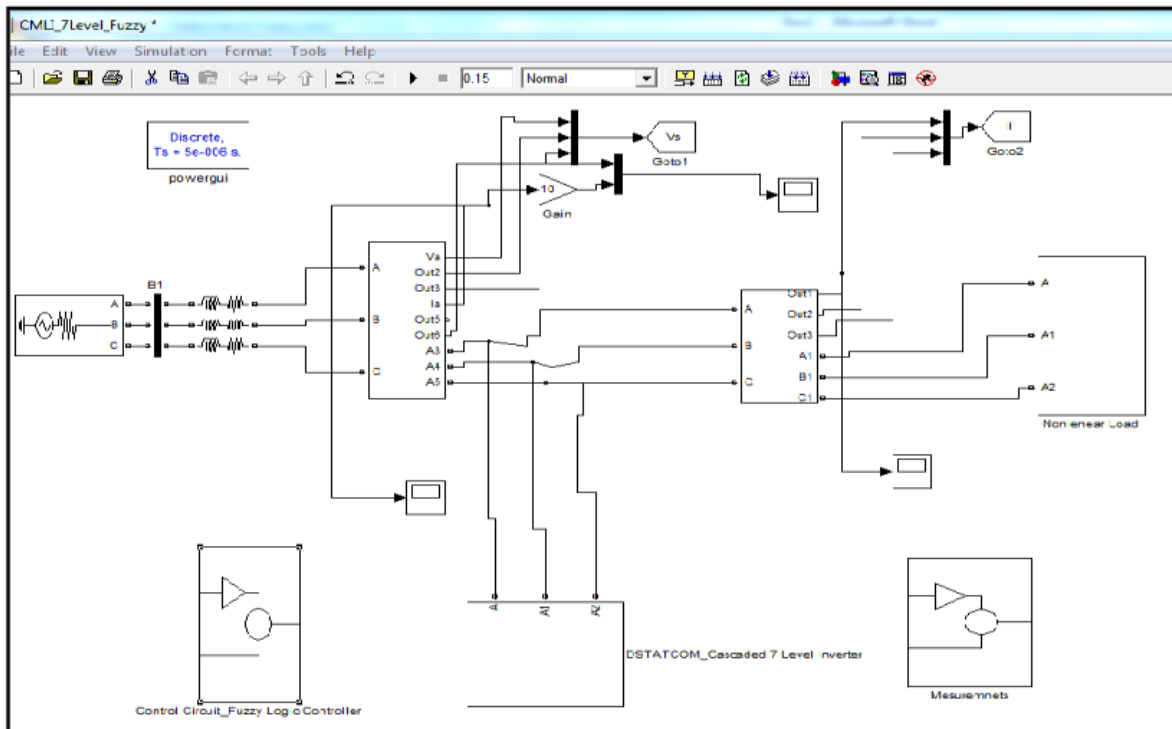 CMLi_7Level_Fuzzy *
ile Edit View Simulation Format Tools Help
0.15 Normal
Discrete,
Ts = 5e-006 s.
powergui
Vs
Goto1
10
Gain
I
Goto2
B1
A
B
C
A
B
C
Va
Out2
Out3
Ia
Out5
Out6
A3
A4
A5
A
B
C
Out1
Out2
Out3
A1
B1
C1
A
A1
A2
Nonlenear Load
A
A1
A2
DSTATCOM_Cascaded 7 Level Inverter
Control Circuit_Fuzzy Logic Controller
Mesuremnets